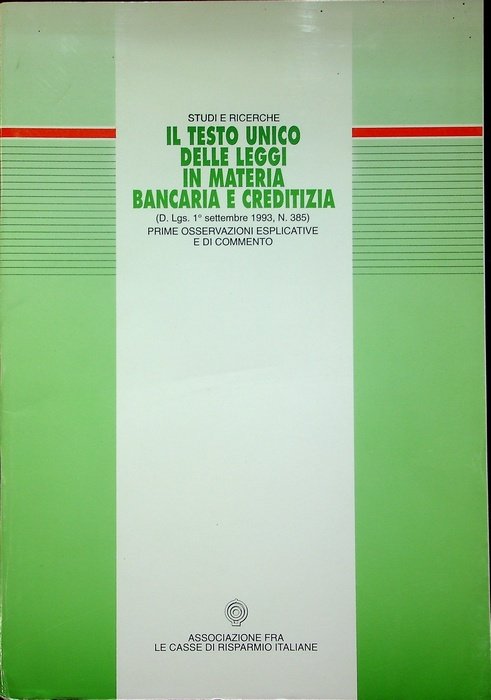 STUDI E RICERCHE
IL TESTO UNICO
DELLE LEGGI
IN MATERIA
BANCARIA E CREDITIZIA
(D. Lgs. 1° settembre 1993, N. 385)
PRIME OSSERVAZIONI ESPLICATIVE
E DI COMMENTO
ASSOCIAZIONE FRA
LE CASSE DI RISPARMIO ITALIANE